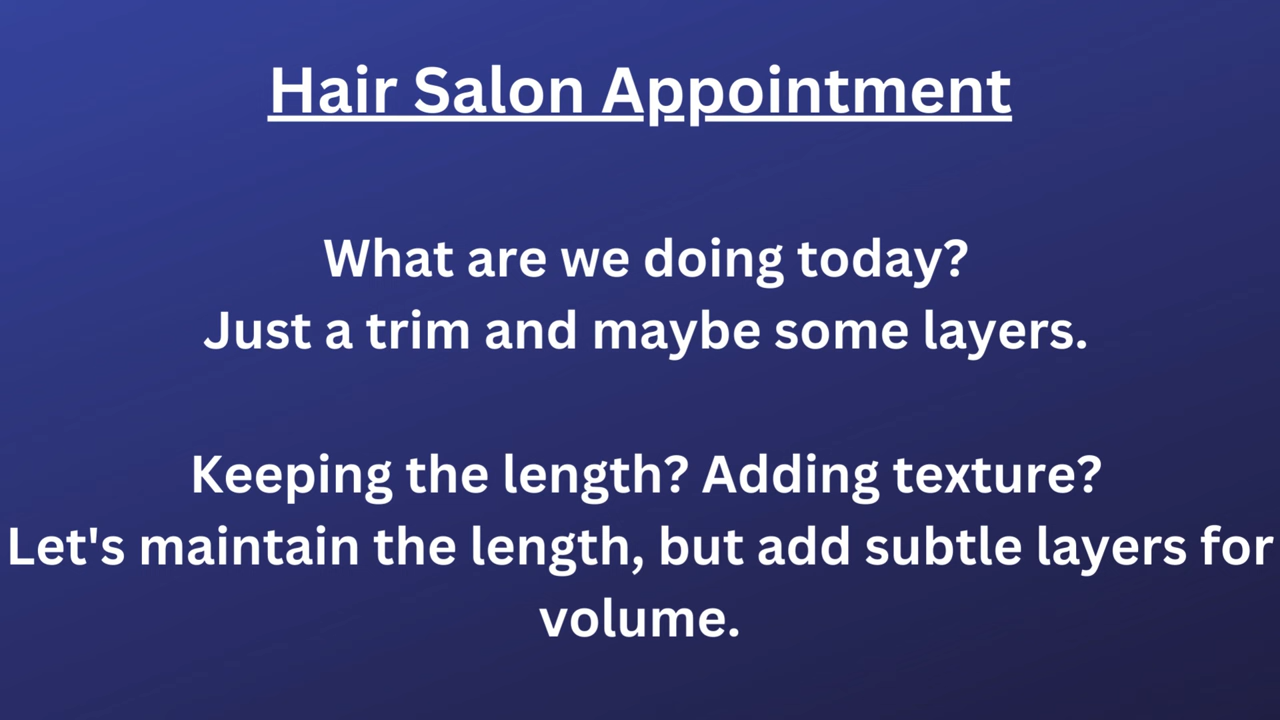 Hair Salon Appointment
What are we doing today?
Just a trim and maybe some layers.
Keeping the length? Adding texture?
Let's maintain the length, but add subtle layers for
volume.